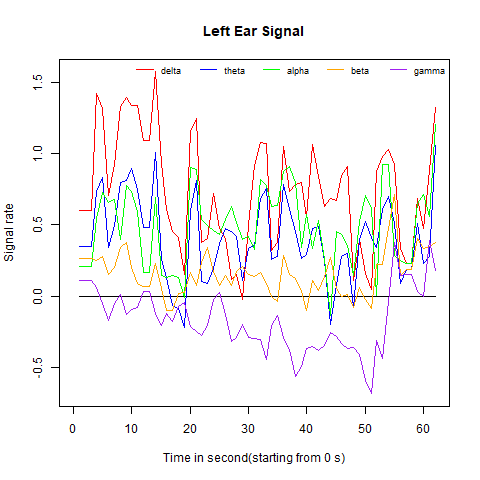 Left Ear Signal
delta theta alpha beta gamma
Signal rate
1.5
1.0
0.5
0.0
-0.5
0 10 20 30 40 50 60
Time in second(starting from 0 s)